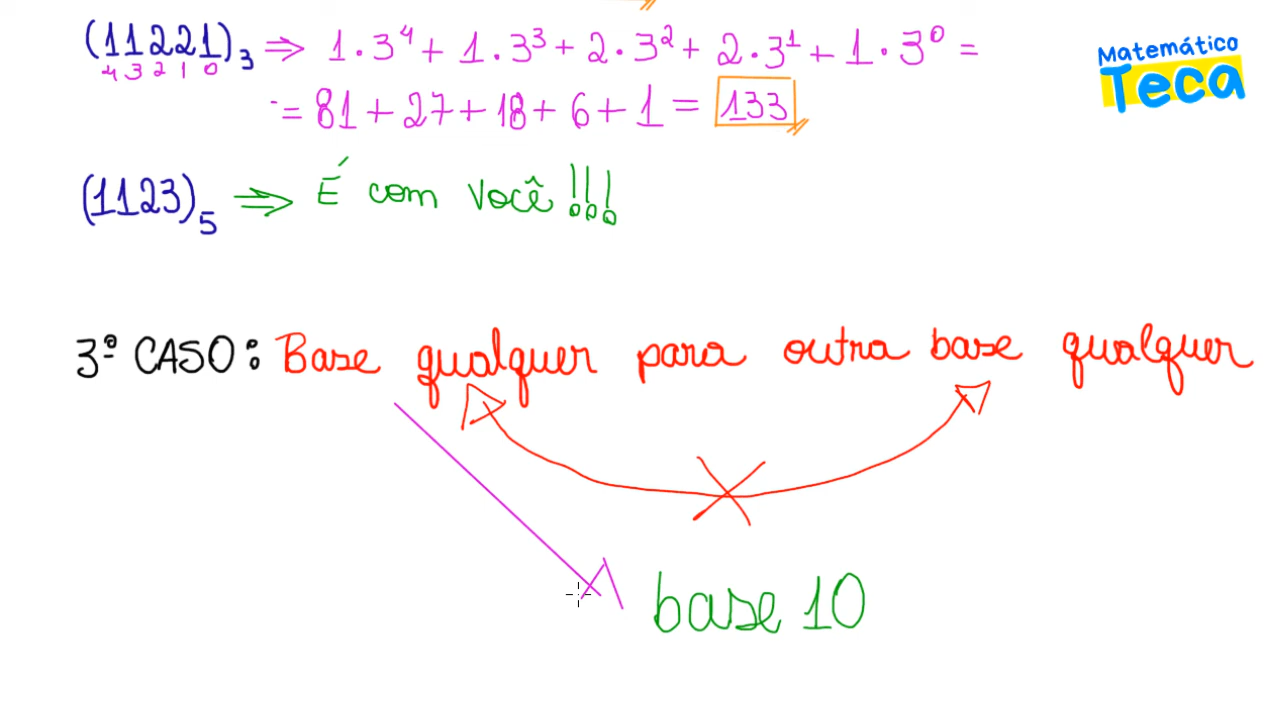 (11221)₃ ⇒ 1·3⁴ + 1·3³ + 2·3² + 2·3¹ + 1·3⁰ =
4 3 2 1 0
= 81 + 27 + 18 + 6 + 1 = 133
Matemático
Teca
(1123)₅ ⇒ É com você!!!
3º CASO: Base qualquer para outra base qualquer
base 10